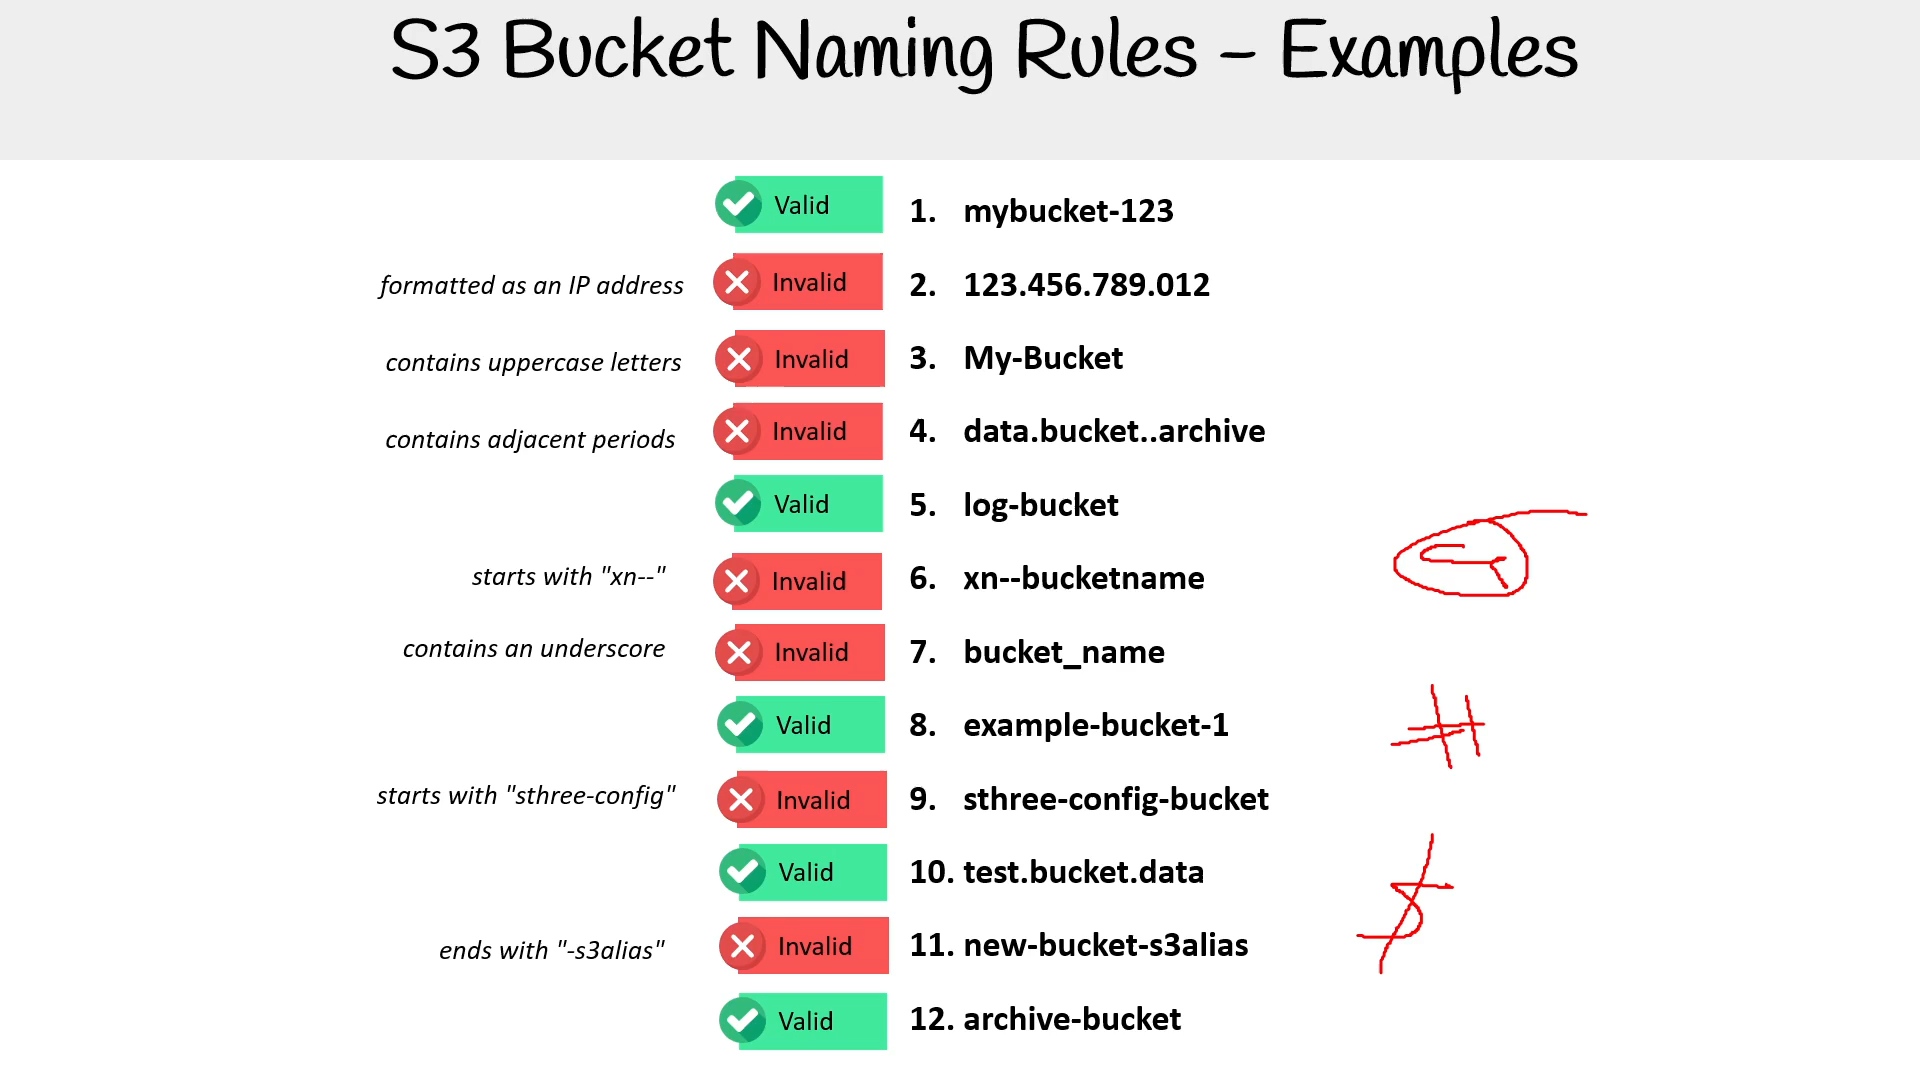 S3 Bucket Naming Rules – Examples
Valid 1. mybucket-123
formatted as an IP address Invalid 2. 123.456.789.012
contains uppercase letters Invalid 3. My-Bucket
contains adjacent periods Invalid 4. data.bucket..archive
Valid 5. log-bucket
starts with "xn--" Invalid 6. xn--bucketname
contains an underscore Invalid 7. bucket_name
Valid 8. example-bucket-1
#
starts with "sthree-config" Invalid 9. sthree-config-bucket
Valid 10. test.bucket.data
$
ends with "-s3alias" Invalid 11. new-bucket-s3alias
Valid 12. archive-bucket